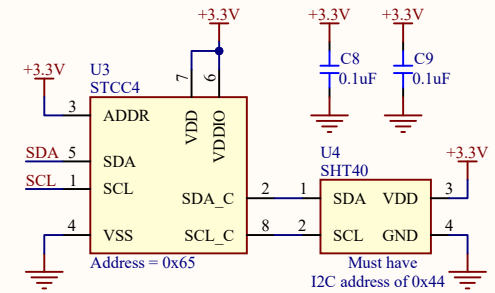 +3.3V
+3.3V
+3.3V
U3
STCC4
+3.3V
C8
0.1uF
C9
0.1uF
7
6
VDD
VDDIO
3
ADDR
SDA
5
SDA
SCL
1
SCL
SDA_C
2
SCL_C
8
4
VSS
Address = 0x65
U4
SHT40
+3.3V
1
SDA
VDD
3
2
SCL
GND
4
Must have
I2C address of 0x44